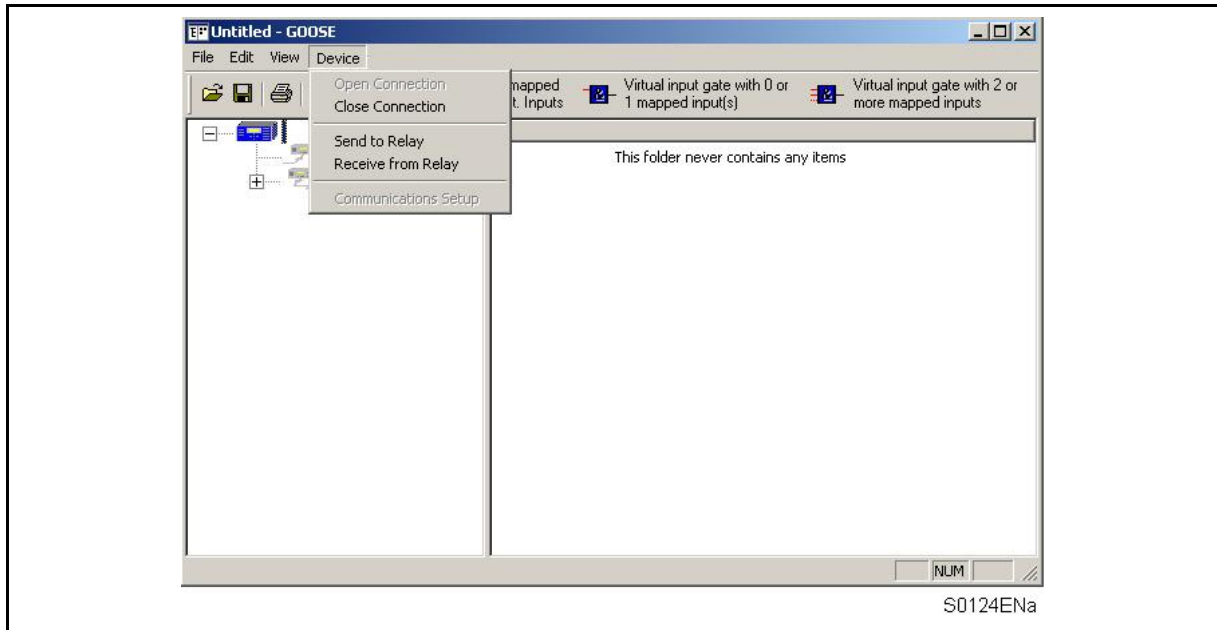 Untitled - GOOSE
File Edit View Device
Open Connection
Close Connection
Send to Relay
Receive from Relay
Communications Setup
mapped
t. Inputs
Virtual input gate with 0 or
1 mapped input(s)
Virtual input gate with 2 or
more mapped inputs
This folder never contains any items
NUM
S0124ENa